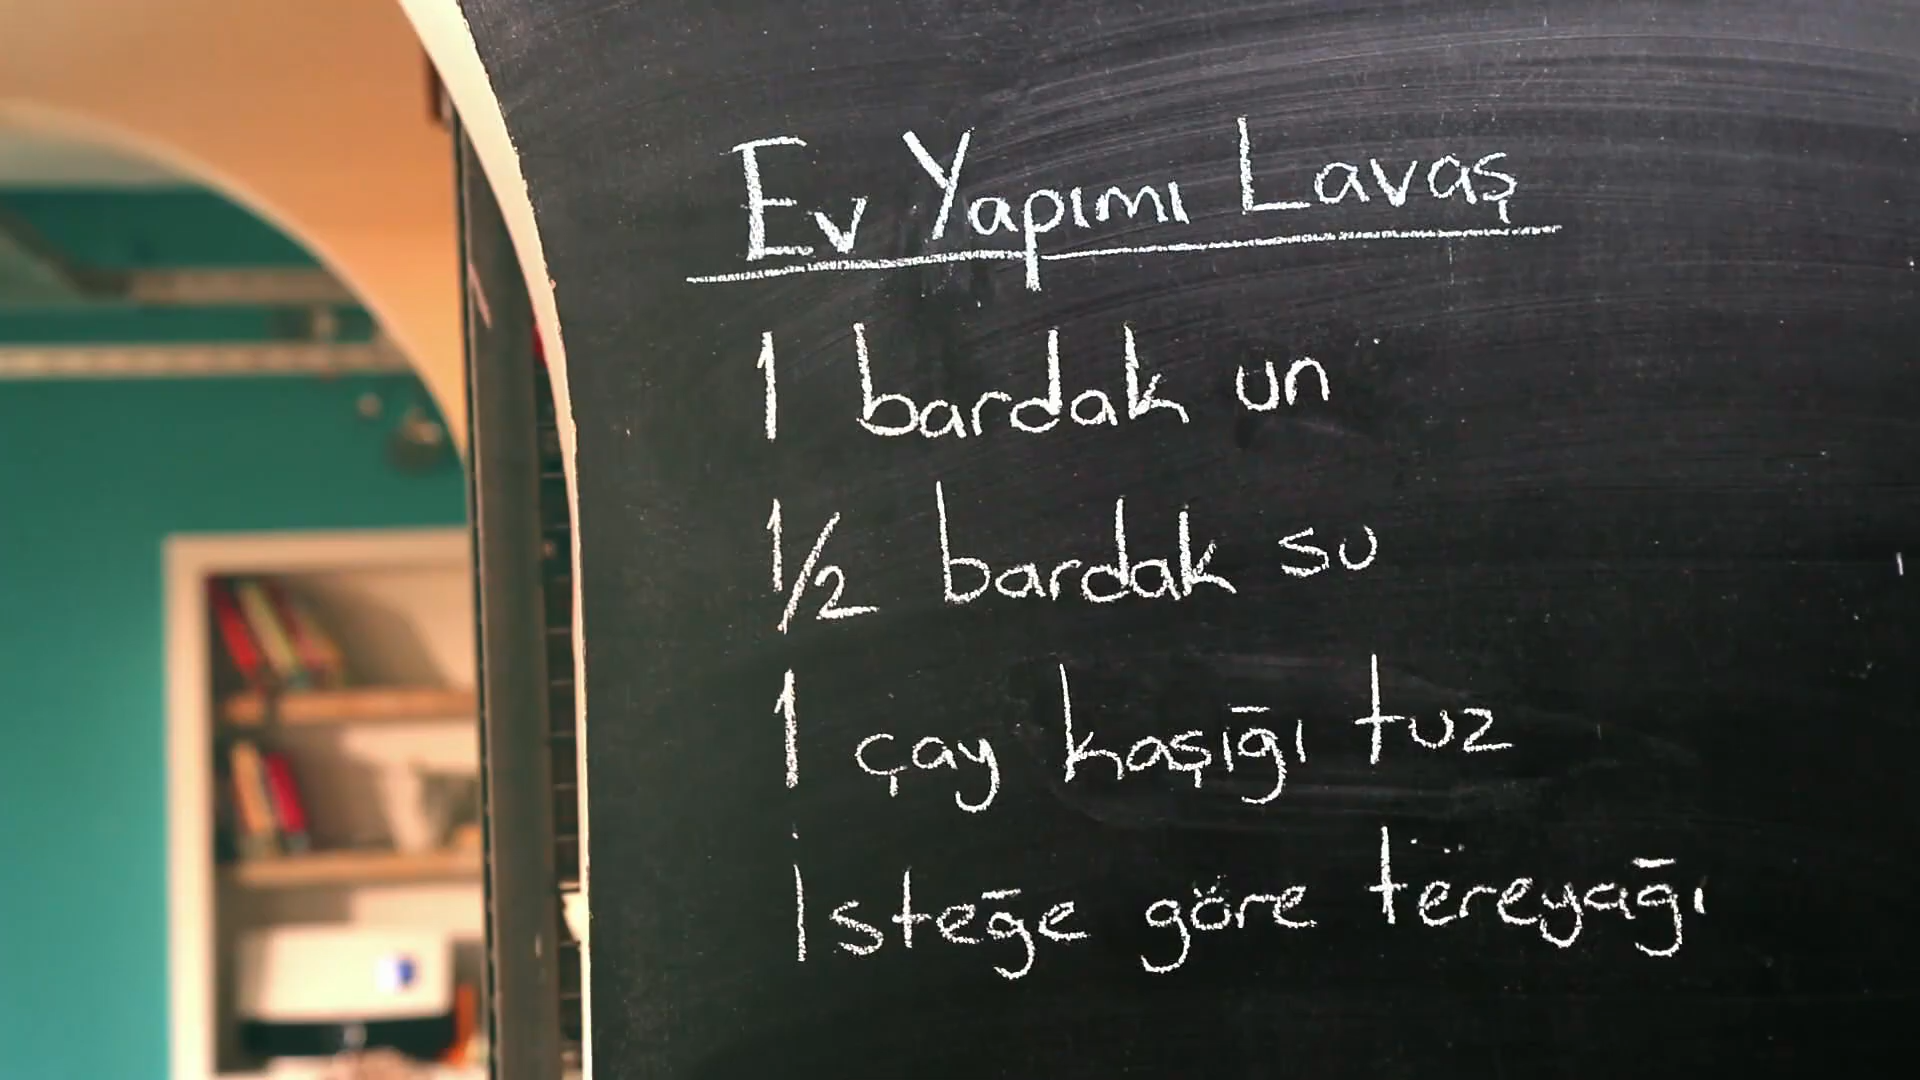 Ev Yapımı Lavaş
1 bardak un
1/2 bardak su
1 çay kaşığı tuz
İsteğe göre tereyağı